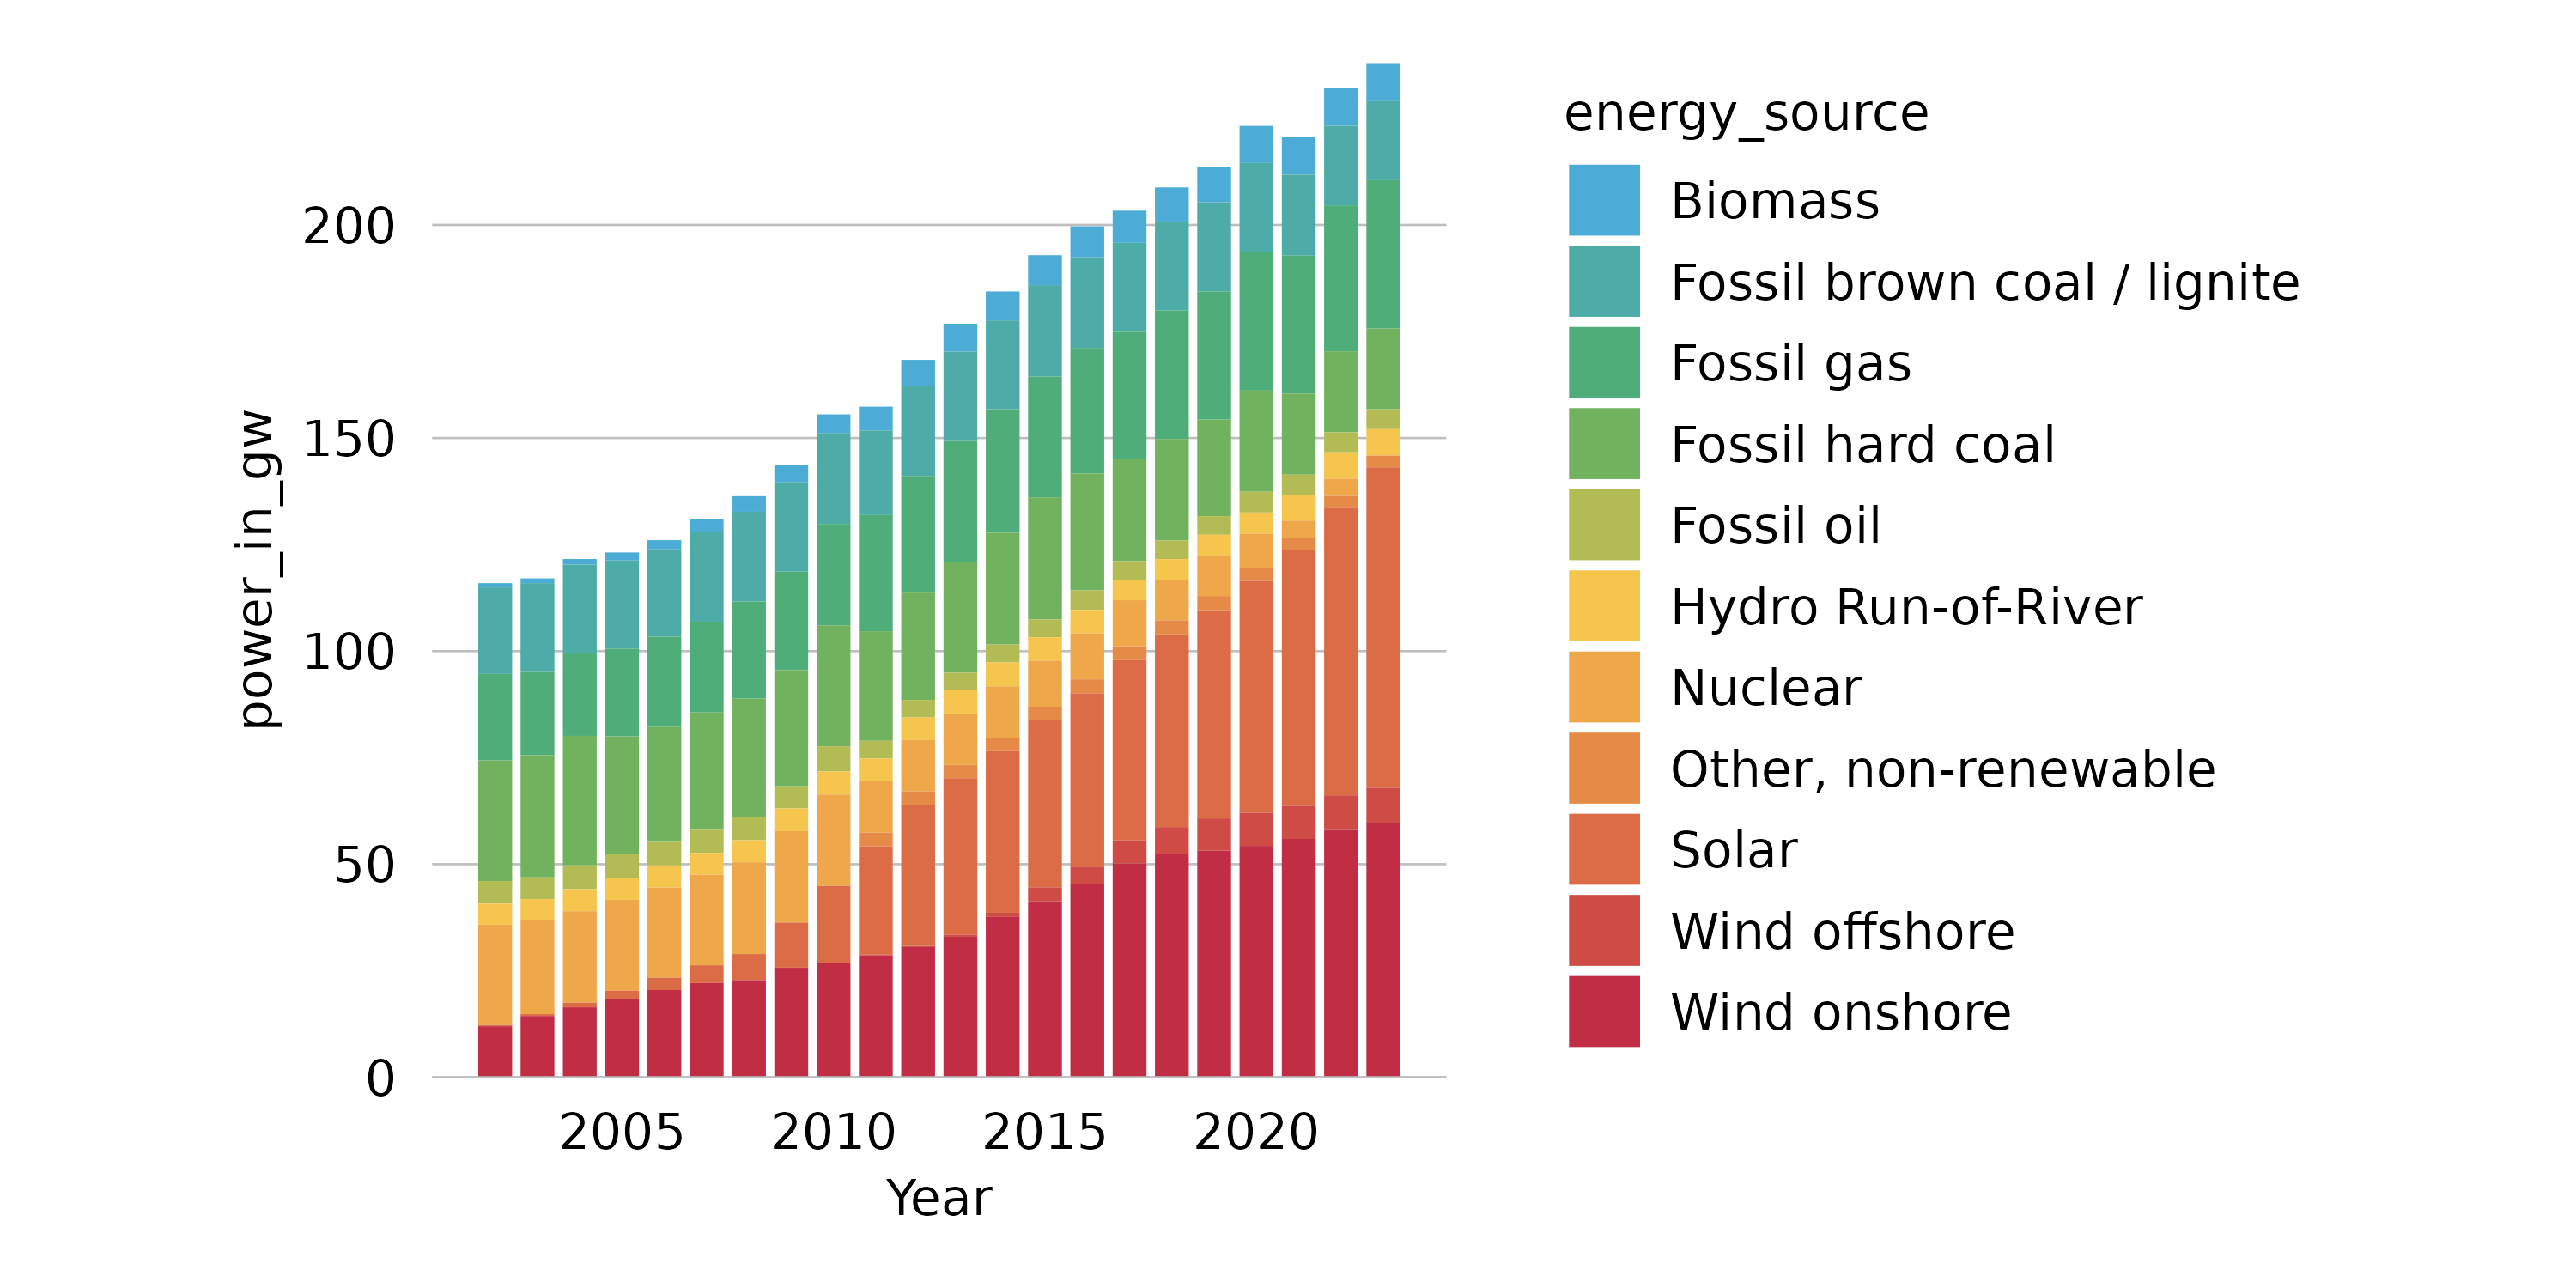 power_in_gw
200
150
100
50
0
2005 2010 2015 2020
Year
energy_source
Biomass
Fossil brown coal / lignite
Fossil gas
Fossil hard coal
Fossil oil
Hydro Run-of-River
Nuclear
Other, non-renewable
Solar
Wind offshore
Wind onshore